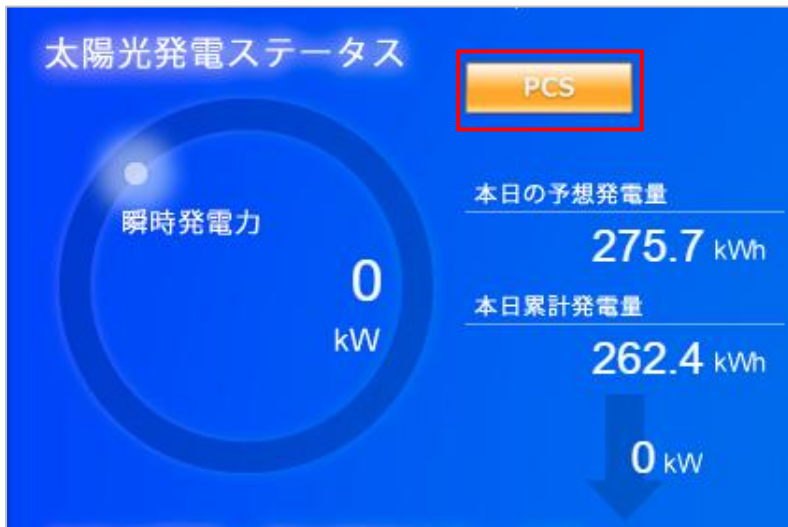 太陽光発電ステータス
PCS
瞬時発電力
0
kW
本日の予想発電量
275.7 kWh
本日累計発電量
262.4 kWh
0 kW